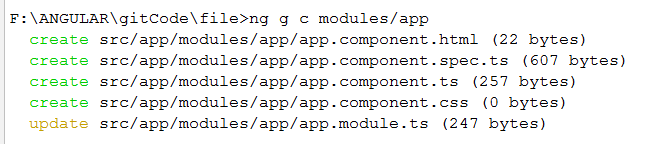 F:\ANGULAR\gitCode\file>ng g c modules/app
create src/app/modules/app/app.component.html (22 bytes)
create src/app/modules/app/app.component.spec.ts (607 bytes)
create src/app/modules/app/app.component.ts (257 bytes)
create src/app/modules/app/app.component.css (0 bytes)
update src/app/modules/app/app.module.ts (247 bytes)